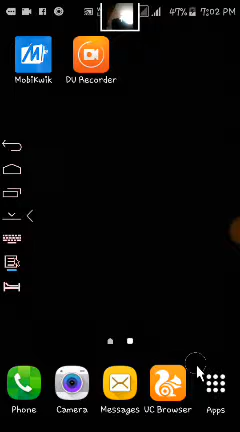 47% 7:02 PM
MobiKwik DU Recorder
Phone Camera Messages UC Browser Apps